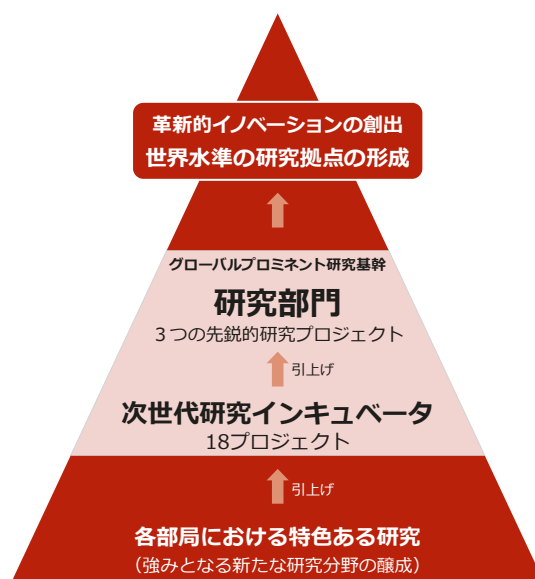 革新的イノベーションの創出
世界水準の研究拠点の形成
グローバルプロミネント研究基幹
研究部門
３つの先鋭的研究プロジェクト
引上げ
次世代研究インキュベータ
18プロジェクト
引上げ
各部局における特色ある研究
（強みとなる新たな研究分野の醸成）